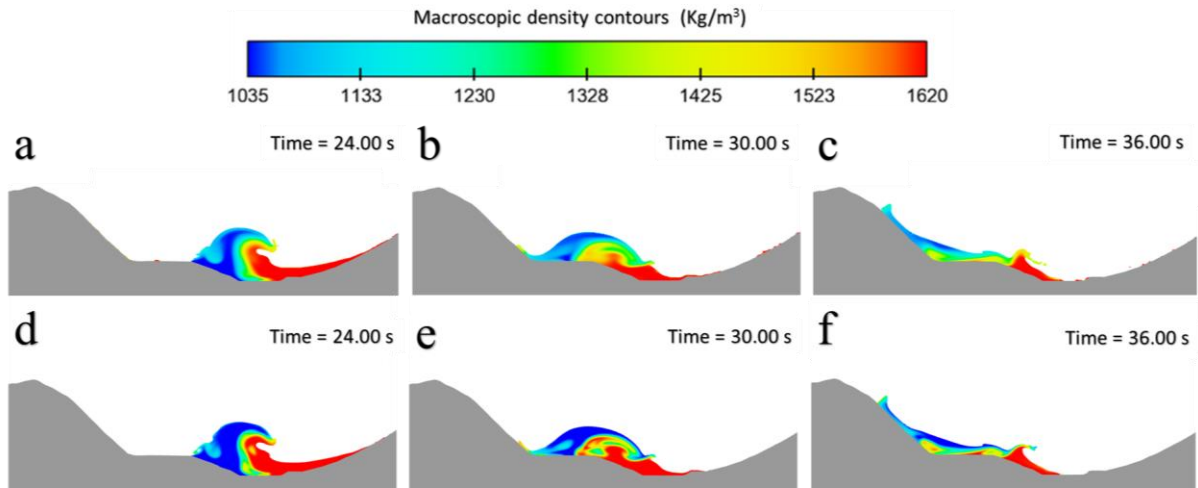 Macroscopic density contours (Kg/m³)
1035 1133 1230 1328 1425 1523 1620
a Time = 24.00 s b Time = 30.00 s c Time = 36.00 s
d Time = 24.00 s e Time = 30.00 s f Time = 36.00 s